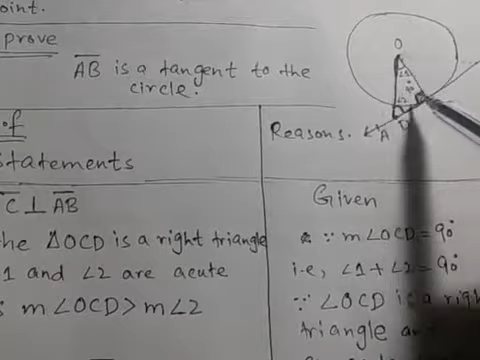 oint.
prove
AB is a tangent to the
circle.
of
Statements
Reasons.
C ⊥ AB
Given
he ΔOCD is a right triangle
∵ m∠OCD = 90°
1 and ∠2 are acute
i.e, ∠1 + ∠2 = 90°
m∠OCD > m∠2
∵ ∠OCD is a righ
triangle an
O
A
D